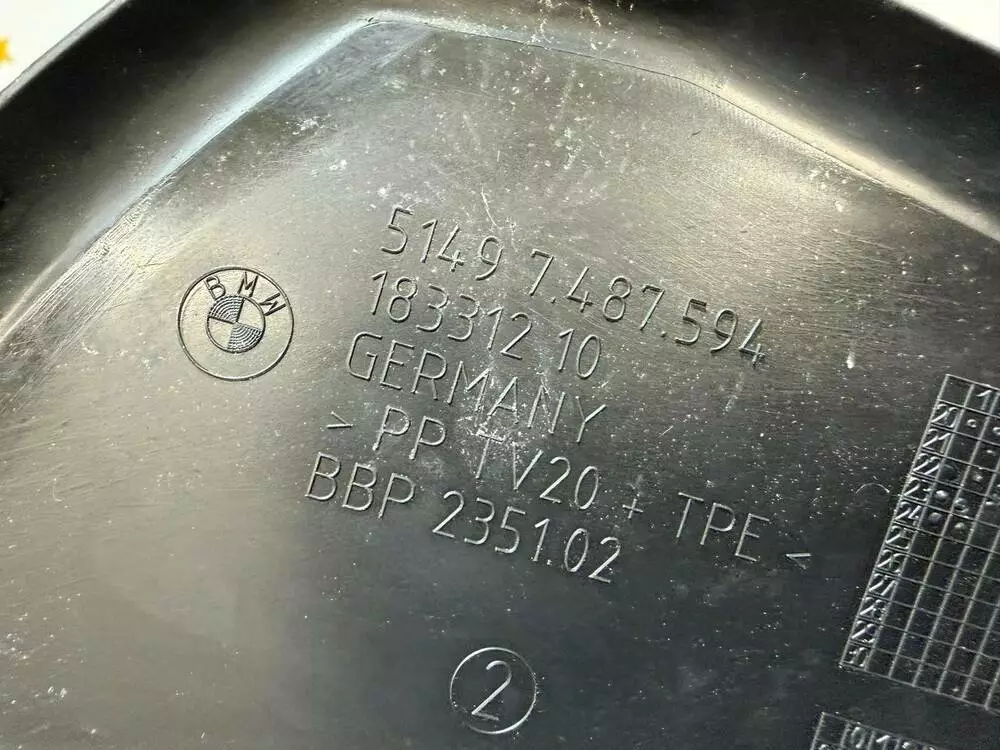 BMW
5149 7.487.594
183312 10
GERMANY
> PP TV20 + TPE <
BBP 2351.02
2